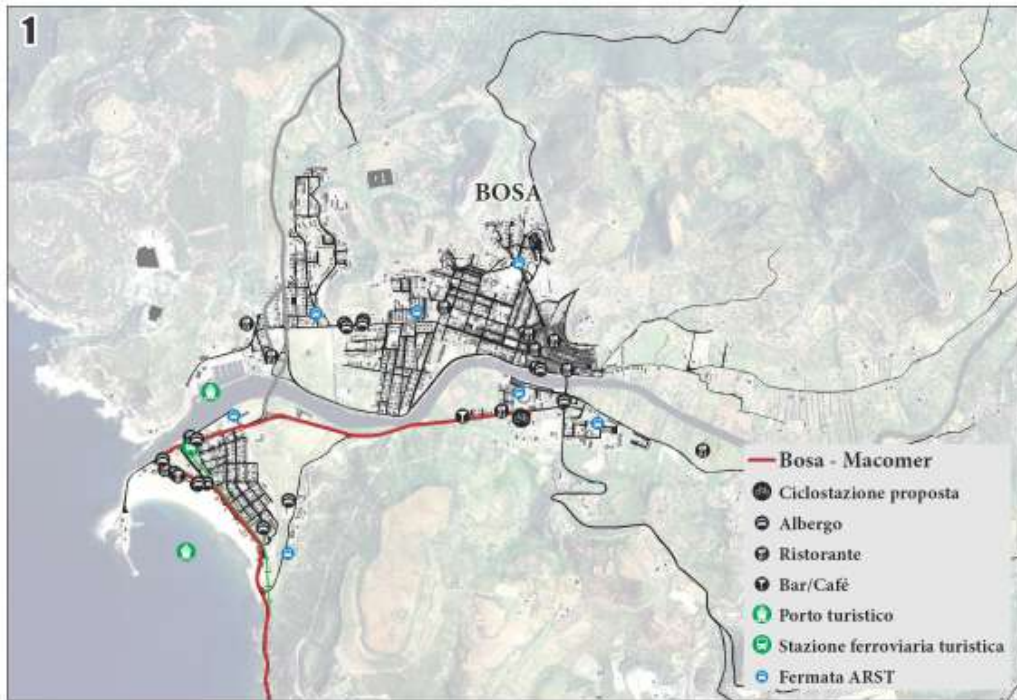 1
BOSA
Bosa - Macomer
Ciclostazione proposta
Albergo
Ristorante
Bar/Café
Porto turistico
Stazione ferroviaria turistica
Fermata ARST